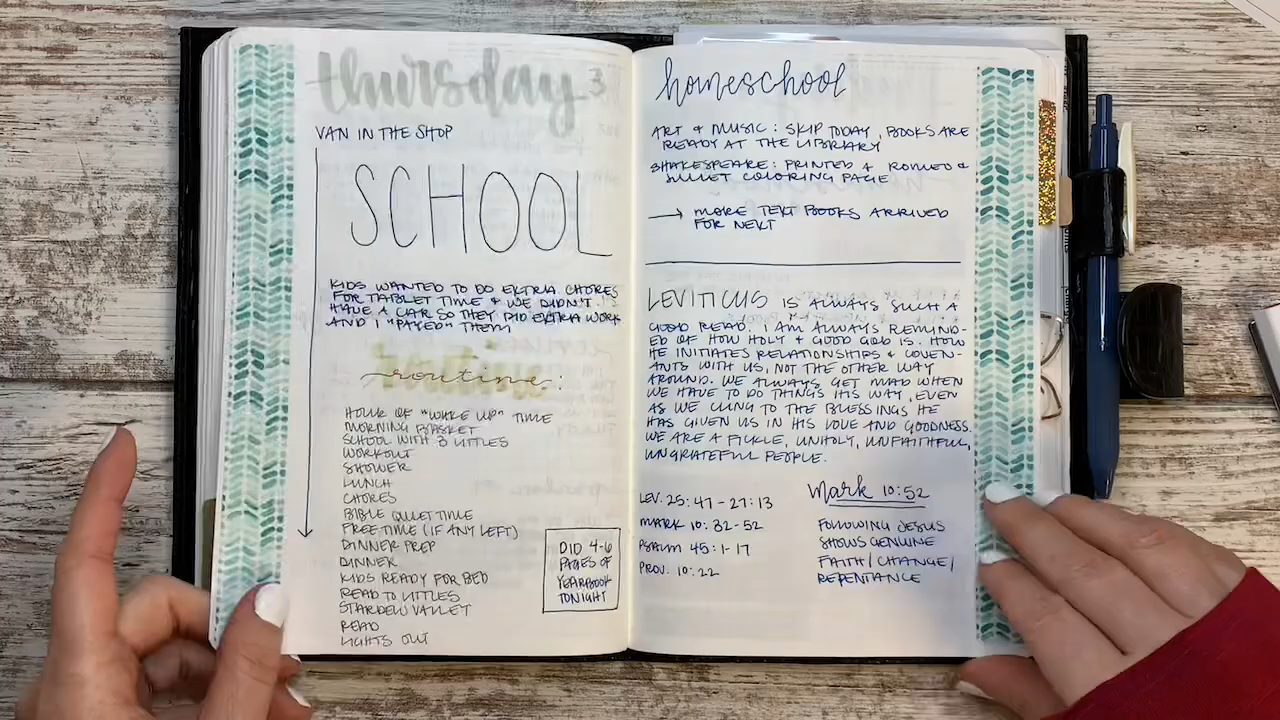 thursday 3
VAN IN THE SHOP
SCHOOL
KIDS WANTED TO DO EXTRA CHORES
FOR TABLET TIME & WE DIDN'T
HAVE A CAR SO THEY DID EXTRA WORK
AND I "PAYED" THEM
routine:
HOUR OF "WAKE UP" TIME
MORNING BASKET
SCHOOL WITH 3 LITTLES
WORKOUT
SHOWER
LUNCH
CHORES
BIBLE QUIET TIME
FREE TIME (IF ANY LEFT)
DINNER PREP
DINNER
KIDS READY FOR BED
READ TO LITTLES
STARDEW VALLEY
READ
LIGHTS OUT
DID 4-6
PAGES OF
YEARBOOK
TONIGHT
homeschool
ART & MUSIC: SKIP TODAY, BOOKS ARE
READY AT THE LIBRARY
SHAKESPEARE: PRINTED A ROMEO &
JULIET COLORING PAGE
→ MORE TEXT BOOKS ARRIVED
FOR NEXT
LEVITICUS IS ALWAYS SUCH A
GOOD READ. I AM ALWAYS REMIND-
ED OF HOW HOLY & GOOD GOD IS. HOW
HE INITIATES RELATIONSHIPS & COVEN-
ANTS WITH US, NOT THE OTHER WAY
AROUND. WE ALWAYS GET MAD WHEN
WE HAVE TO DO THINGS HIS WAY, EVEN
AS WE CLING TO THE BLESSINGS HE
HAS GIVEN US IN HIS LOVE AND GOODNESS.
WE ARE A FICKLE, UNHOLY, UNFAITHFUL,
UNGRATEFUL PEOPLE.
LEV. 25:47-27:13
MARK 10:32-52
PSALM 45:1-17
PROV. 10:22
Mark 10:52
FOLLOWING JESUS
SHOWS GENUINE
FAITH/CHANGE/
REPENTANCE